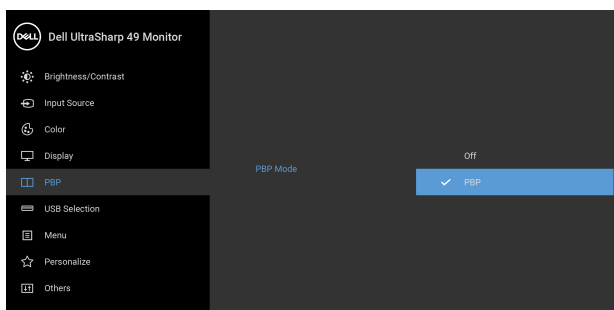 DELL Dell UltraSharp 49 Monitor
Brightness/Contrast
Input Source
Color
Display
PBP
USB Selection
Menu
Personalize
Others
PBP Mode
Off
PBP